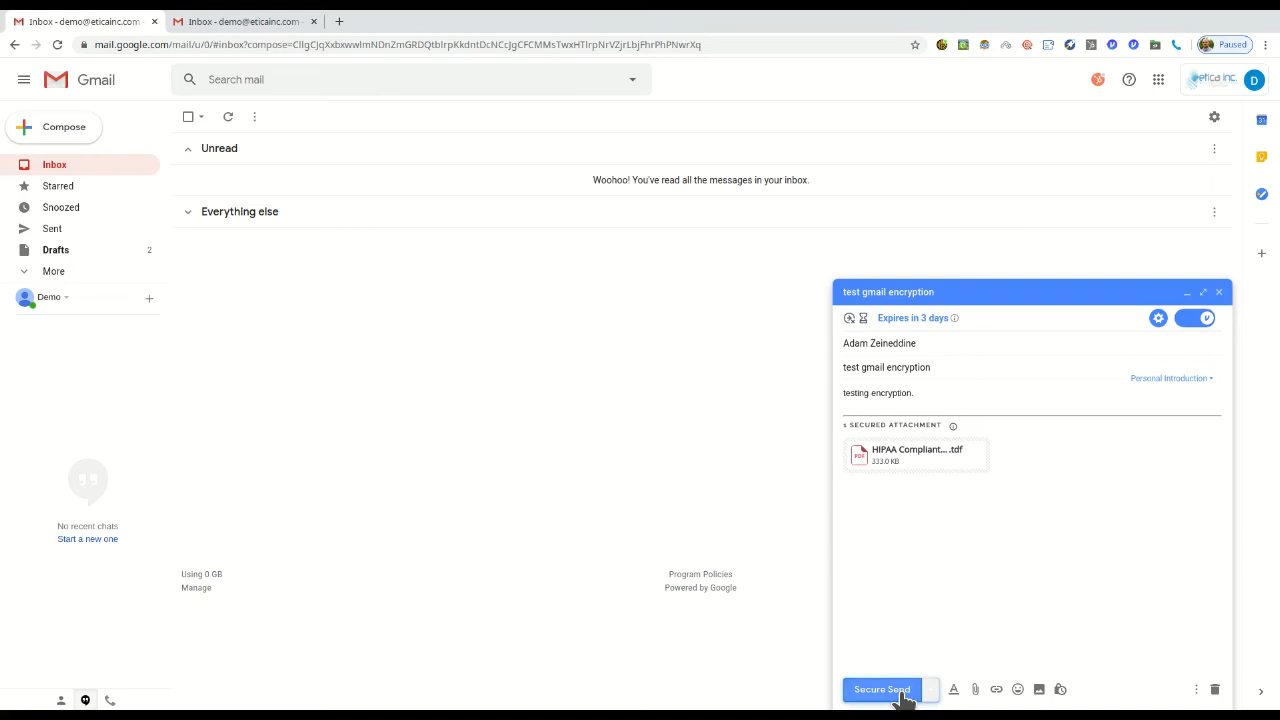 Inbox - demo@eticainc.com -
Inbox - demo@eticainc.com -
mail.google.com/mail/u/0/#inbox?compose=
Paused
Gmail
Search mail
etica inc.
D
Compose
Inbox
Starred
Snoozed
Sent
Drafts 2
More
Demo
Unread
Woohoo! You've read all the messages in your inbox.
Everything else
No recent chats
Start a new one
Using 0 GB
Manage
Program Policies
Powered by Google
test gmail encryption
Expires in 3 days
Adam Zeineddine
test gmail encryption
Personal Introduction
testing encryption.
1 SECURED ATTACHMENT
PDF
HIPAA Compliant... .tdf
333.0 KB
Secure Send